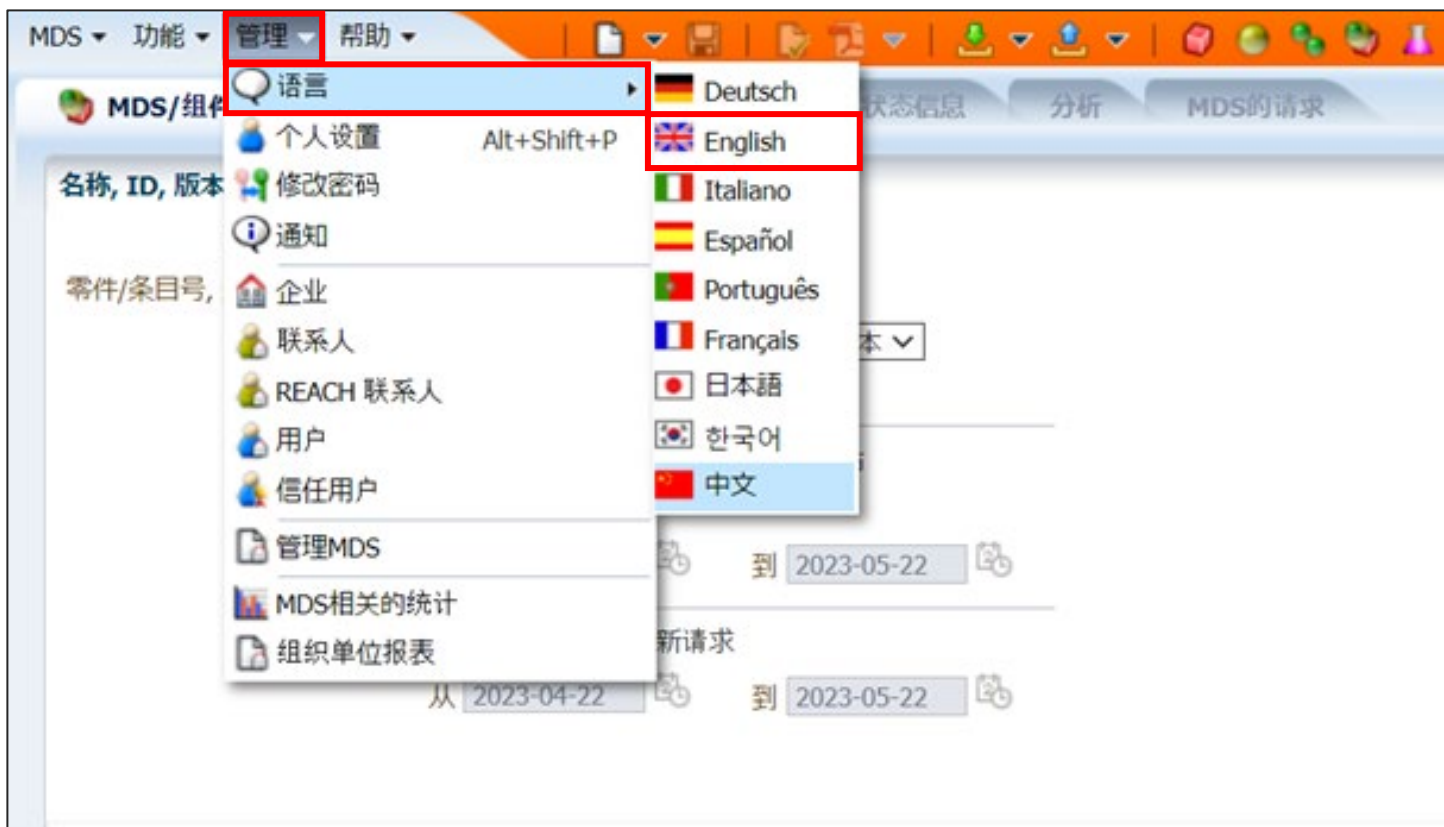 MDS 功能 管理 帮助
语言
MDS/组件
状态信息 分析 MDS的请求
个人设置 Alt+Shift+P
名称, ID, 版本
修改密码
通知
零件/条目号,
企业
联系人
本
REACH 联系人
用户
信任用户
管理MDS
到 2023-05-22
MDS相关的统计
组织单位报表
新请求
从 2023-04-22 到 2023-05-22
Deutsch
English
Italiano
Español
Português
Français
日本語
한국어
中文